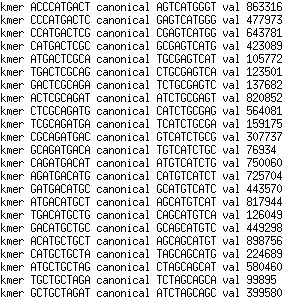 kmer ACCCATGACT canonical AGTCATGGGT val 863316
kmer CCCATGACTC canonical GAGTCATGGG val 477973
kmer CCATGACTCG canonical CGAGTCATGG val 643781
kmer CATGACTCGC canonical GCGAGTCATG val 423089
kmer ATGACTCGCA canonical TGCGAGTCAT val 105772
kmer TGACTCGCAG canonical CTGCGAGTCA val 123501
kmer GACTCGCAGA canonical TCTGCGAGTC val 137682
kmer ACTCGCAGAT canonical ATCTGCGAGT val 820852
kmer CTCGCAGATG canonical CATCTGCGAG val 564081
kmer TCGCAGATGA canonical TCATCTGCGA val 159175
kmer CGCAGATGAC canonical GTCATCTGCG val 307737
kmer GCAGATGACA canonical TGTCATCTGC val 76934
kmer CAGATGACAT canonical ATGTCATCTG val 750060
kmer AGATGACATG canonical CATGTCATCT val 725704
kmer GATGACATGC canonical GCATGTCATC val 443570
kmer ATGACATGCT canonical AGCATGTCAT val 817944
kmer TGACATGCTG canonical CAGCATGTCA val 126049
kmer GACATGCTGC canonical GCAGCATGTC val 449298
kmer ACATGCTGCT canonical AGCAGCATGT val 898756
kmer CATGCTGCTA canonical TAGCAGCATG val 224689
kmer ATGCTGCTAG canonical CTAGCAGCAT val 580460
kmer TGCTGCTAGA canonical TCTAGCAGCA val 99895
kmer GCTGCTAGAT canonical ATCTAGCAGC val 399580